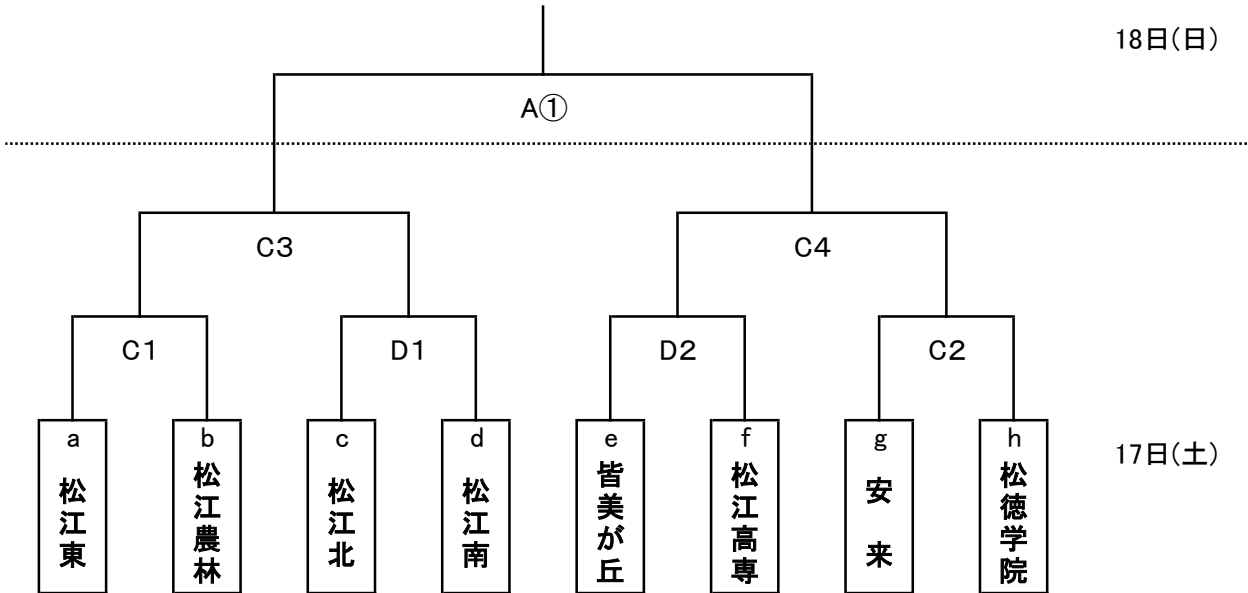 18日(日)
A①
C3
C4
C1
D1
D2
C2
a
松江東
b
松江農林
c
松江北
d
松江南
e
皆美が丘
f
松江高専
g
安来
h
松徳学院
17日(土)